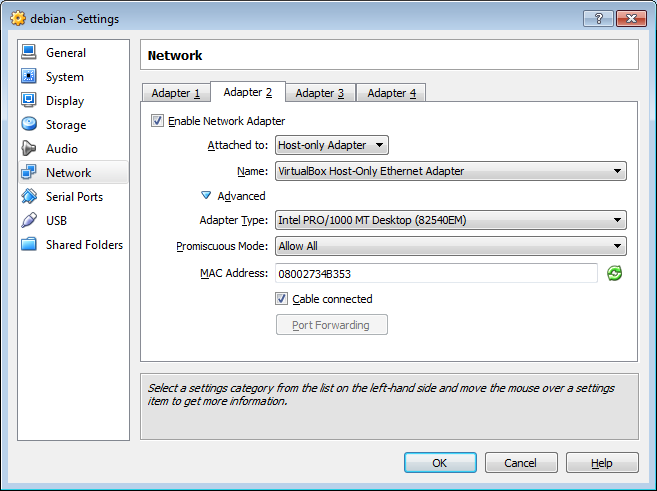 debian - Settings
General
System
Display
Storage
Audio
Network
Serial Ports
USB
Shared Folders
Network
Adapter 1 Adapter 2 Adapter 3 Adapter 4
Enable Network Adapter
Attached to: Host-only Adapter
Name: VirtualBox Host-Only Ethernet Adapter
Advanced
Adapter Type: Intel PRO/1000 MT Desktop (82540EM)
Promiscuous Mode: Allow All
MAC Address: 08002734B353
Cable connected
Port Forwarding
Select a settings category from the list on the left-hand side and move the mouse over a settings
item to get more information.
OK Cancel Help